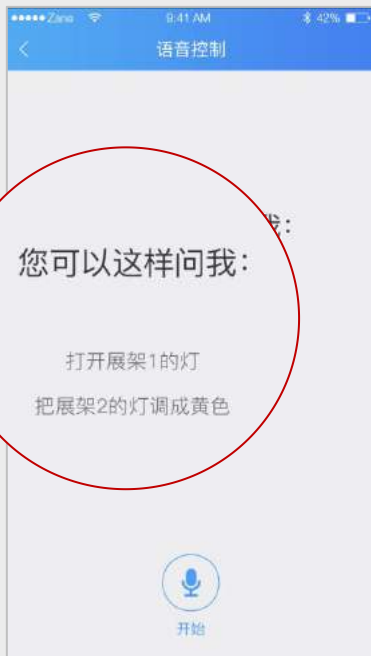 Zane 9:41 AM 42%
语音控制
我：
您可以这样问我：
打开展架1的灯
把展架2的灯调成黄色
开始